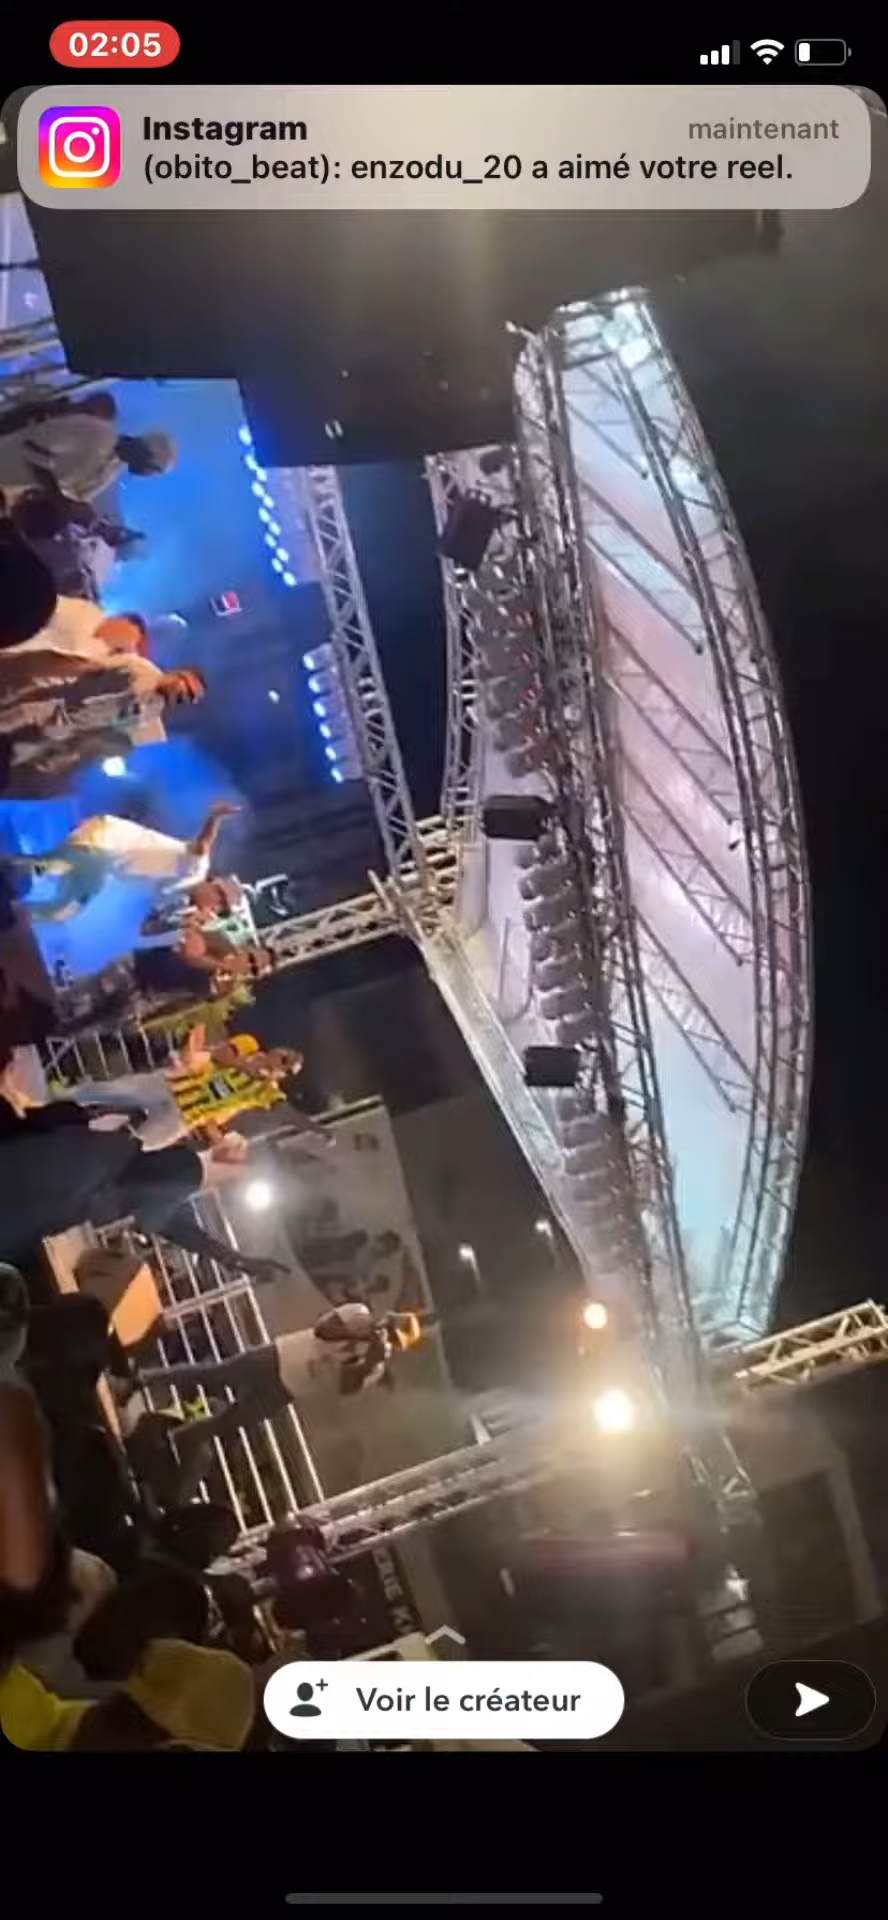 02:05
Instagram
maintenant
(obito_beat): enzodu_20 a aimé votre reel.
Voir le créateur